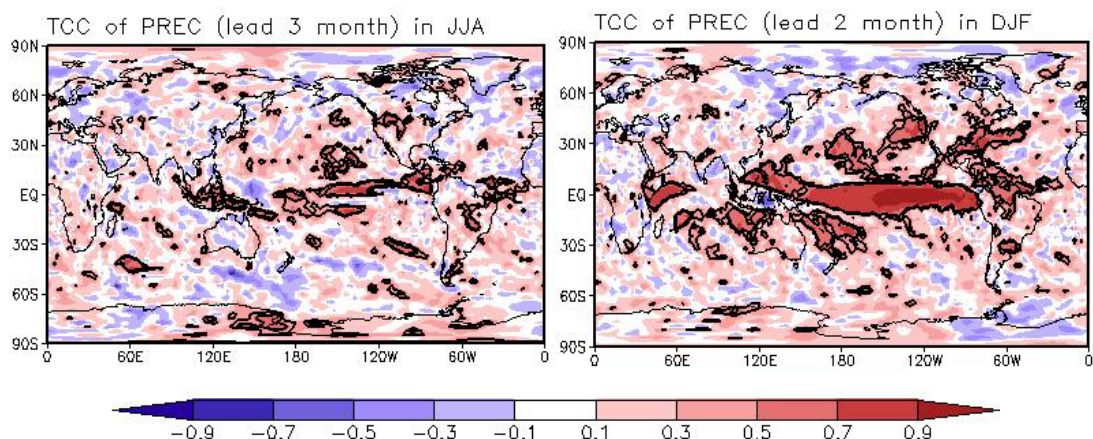 TCC of PREC (lead 3 month) in JJA
90N
60N
30N
EQ
30S
60S
90S
0 60E 120E 180 120W 60W 0
TCC of PREC (lead 2 month) in DJF
90N
60N
30N
EQ
30S
60S
90S
0 60E 120E 180 120W 60W 0
-0.9 -0.7 -0.5 -0.3 -0.1 0.1 0.3 0.5 0.7 0.9